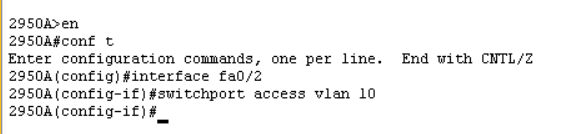 2950A>en
2950A#conf t
Enter configuration commands, one per line.  End with CNTL/Z
2950A(config)#interface fa0/2
2950A(config-if)#switchport access vlan 10
2950A(config-if)#